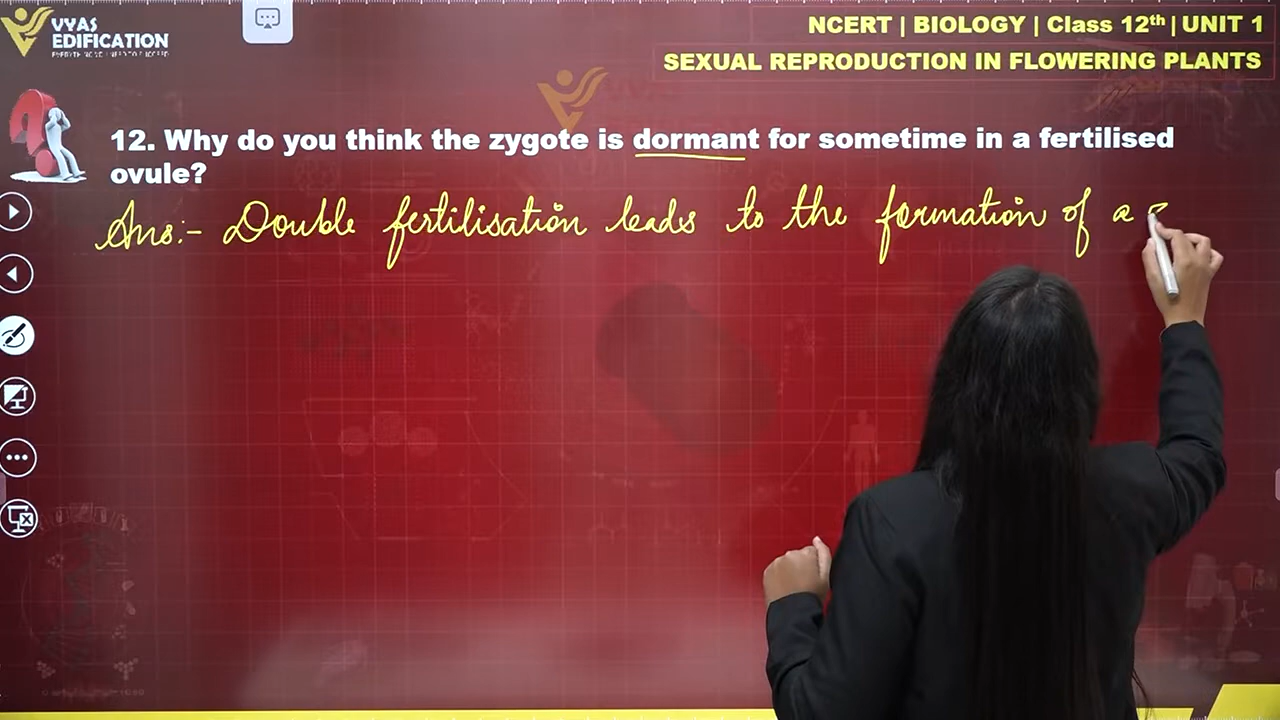 VYAS
EDIFICATION
NCERT | BIOLOGY | Class 12th | UNIT 1
SEXUAL REPRODUCTION IN FLOWERING PLANTS
12. Why do you think the zygote is dormant for sometime in a fertilised
ovule?
Ans:- Double fertilisation leads to the formation of a